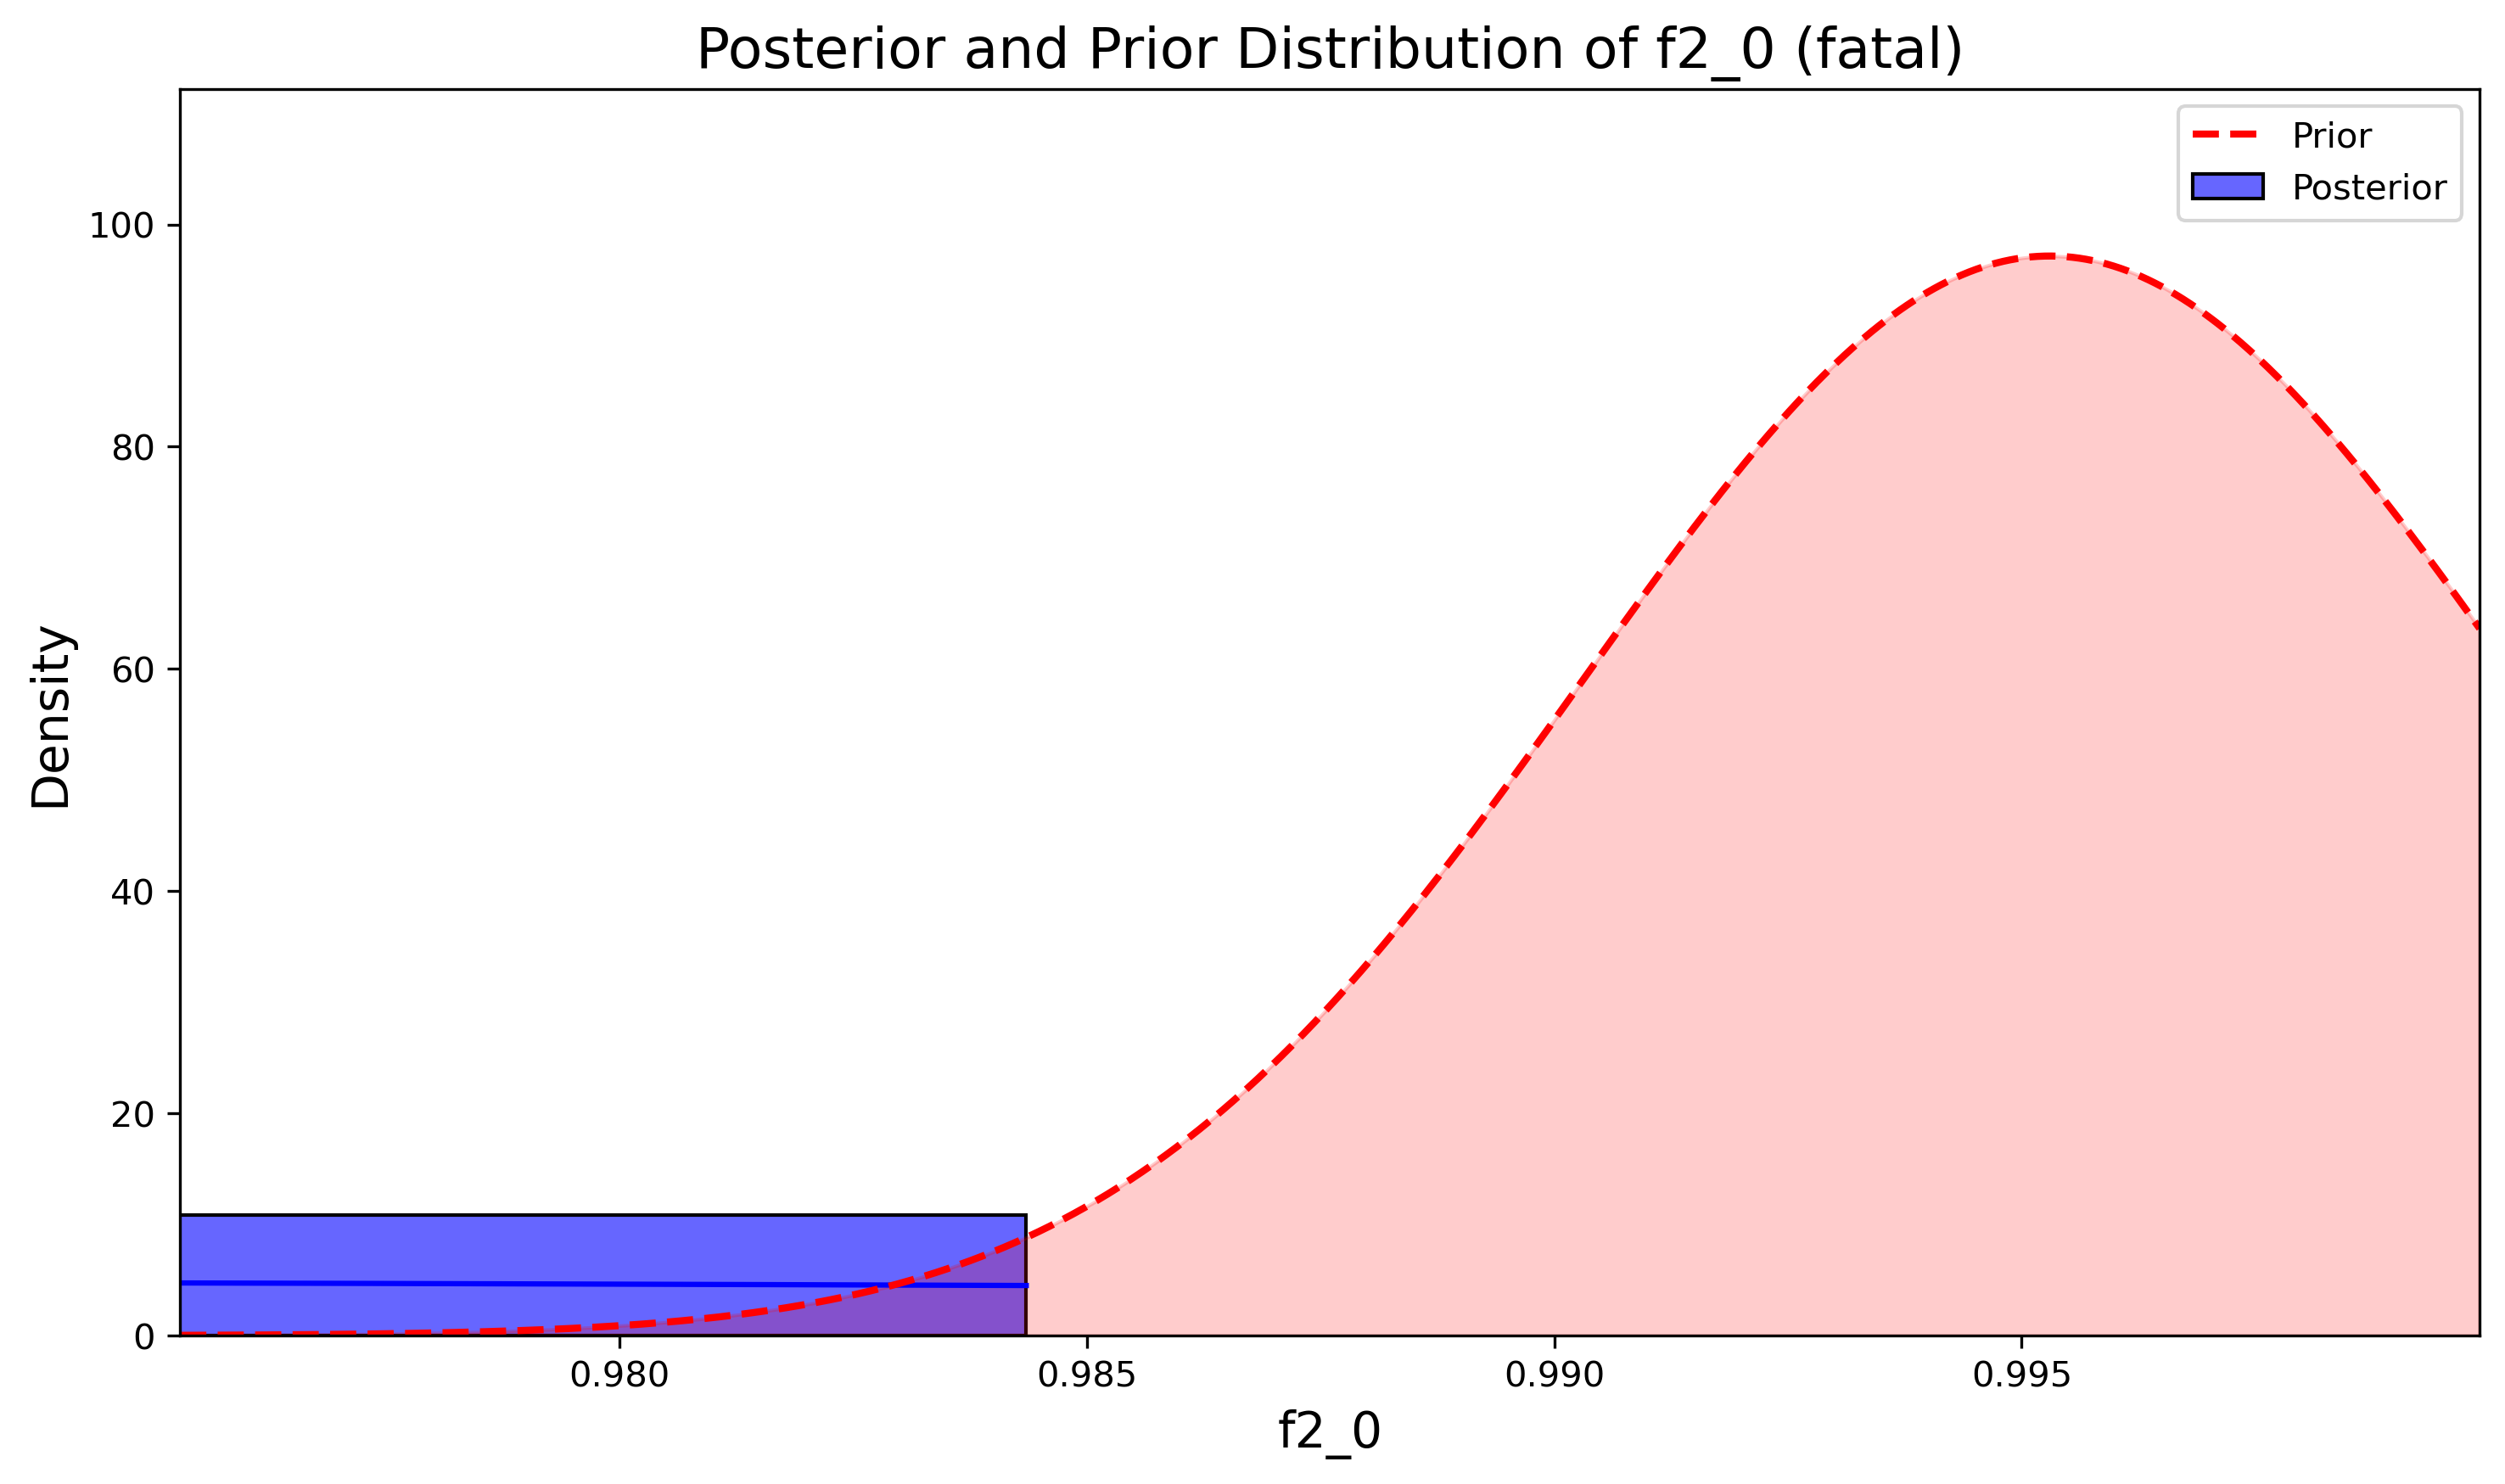 Posterior and Prior Distribution of f2_0 (fatal)
Prior
Posterior
Density
100
80
60
40
20
0
0.980
0.985
0.990
0.995
f2_0